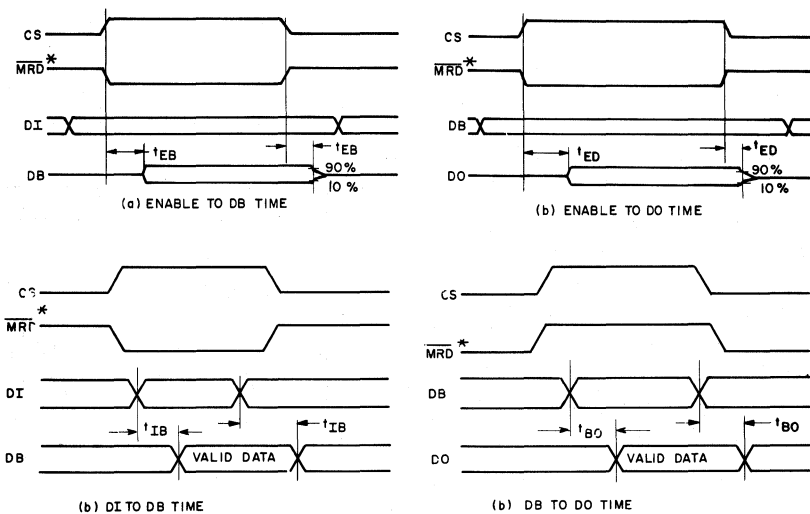 CS
MRD*
DI
tEB
tEB
DB
90%
10%
(a) ENABLE TO DB TIME
CS
MRD*
DB
tED
tED
DO
90%
10%
(b) ENABLE TO DO TIME
CS
MRD*
DI
tIB
tIB
DB
VALID DATA
(b) DI TO DB TIME
CS
MRD*
DB
tBO
tBO
DO
VALID DATA
(b) DB TO DO TIME